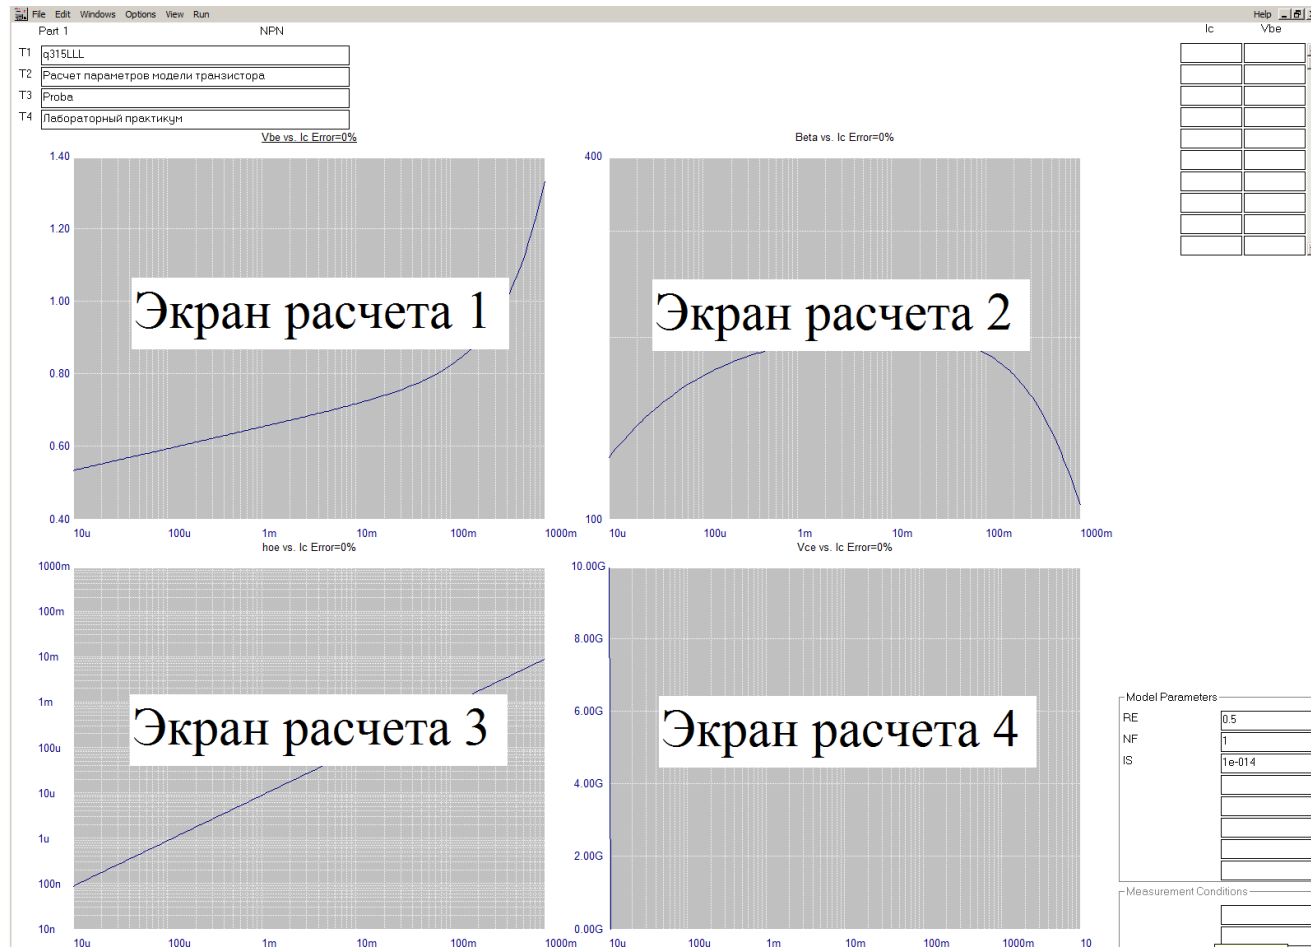 File Edit Windows Options View Run Help
Part 1 NPN Ic Vbe
T1 q315LLL
T2 Расчет параметров модели транзистора
T3 Proba
T4 Лабораторный практикум
Vbe vs. Ic Error=0%
1.40
1.20
1.00
0.80
0.60
0.40
10u 100u 1m 10m 100m 1000m
Экран расчета 1
Beta vs. Ic Error=0%
400
100
10u 100u 1m 10m 100m 1000m
Экран расчета 2
hoe vs. Ic Error=0%
1000m
100m
10m
1m
100u
10u
1u
100n
10n
10u 100u 1m 10m 100m 1000m
Экран расчета 3
Vce vs. Ic Error=0%
10.00G
8.00G
6.00G
4.00G
2.00G
0.00G
10u 100u 1m 10m 100m 1000m 10
Экран расчета 4
Model Parameters
RE 0.5
NF 1
IS 1e-014
Measurement Conditions